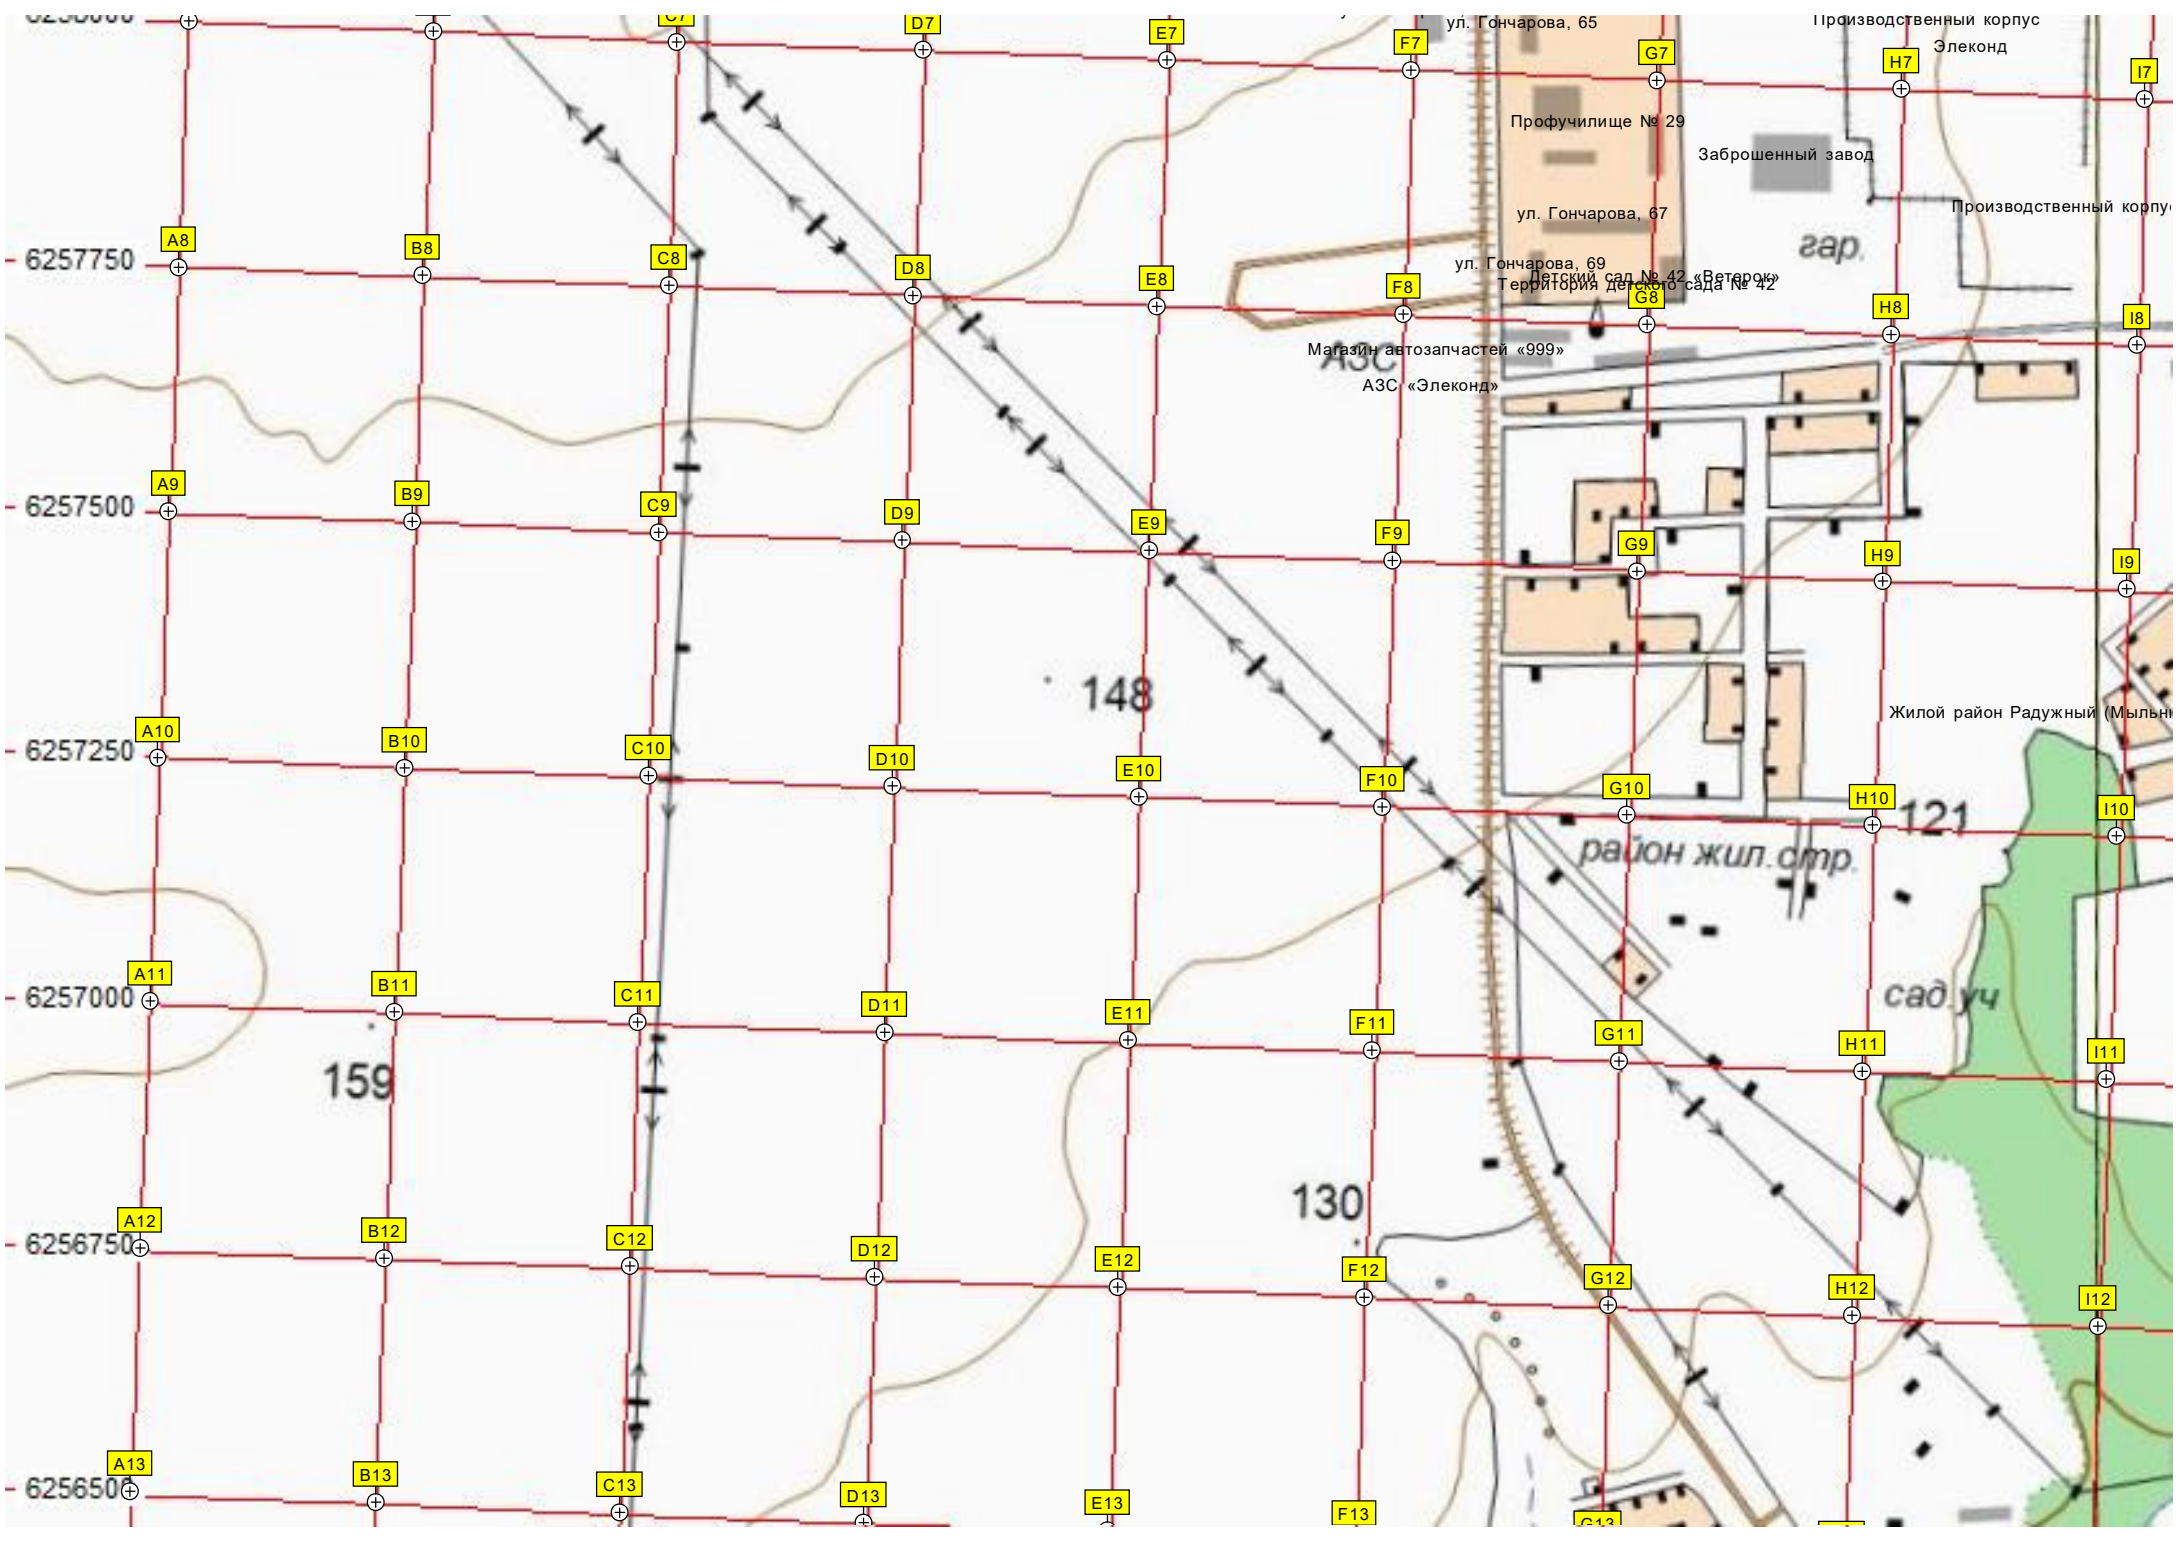 ул. Гончарова, 65
Производственный корпус
Элеконд
C7
D7
E7
F7
G7
H7
I7
Профучилище № 29
Заброшенный завод
ул. Гончарова, 67
гар.
6257750
A8
B8
C8
D8
E8
F8
G8
H8
I8
ул. Гончарова, 69
Детский сад № 42 «Ветерок»
Территория детского сада № 42
Магазин автозапчастей «999»
АЗС
АЗС «Элеконд»
6257500
A9
B9
C9
D9
E9
F9
G9
H9
I9
148
Жилой район Радужный
6257250
A10
B10
C10
D10
E10
F10
G10
H10
121
I10
район жил.стр.
6257000
A11
B11
C11
D11
E11
F11
G11
H11
I11
сад.уч
159
130
6256750
A12
B12
C12
D12
E12
F12
G12
H12
I12
6256500
A13
B13
C13
D13
E13
F13
G13